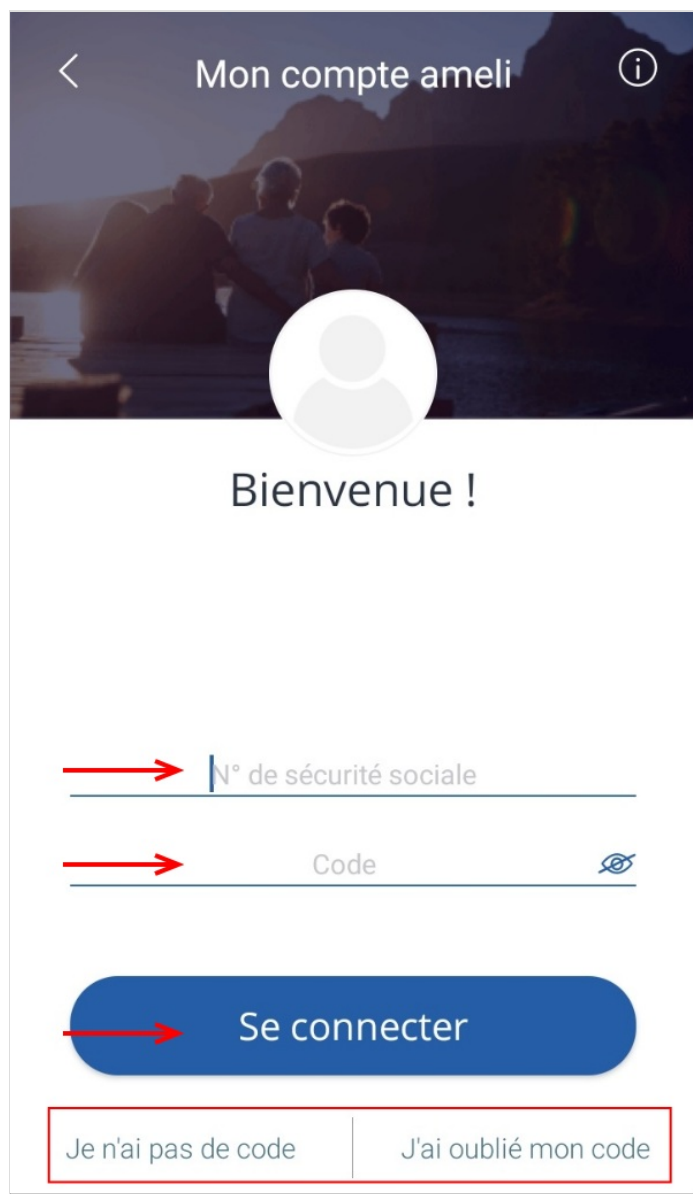 Mon compte ameli
Bienvenue !
N° de sécurité sociale
Code
Se connecter
Je n'ai pas de code
J'ai oublié mon code